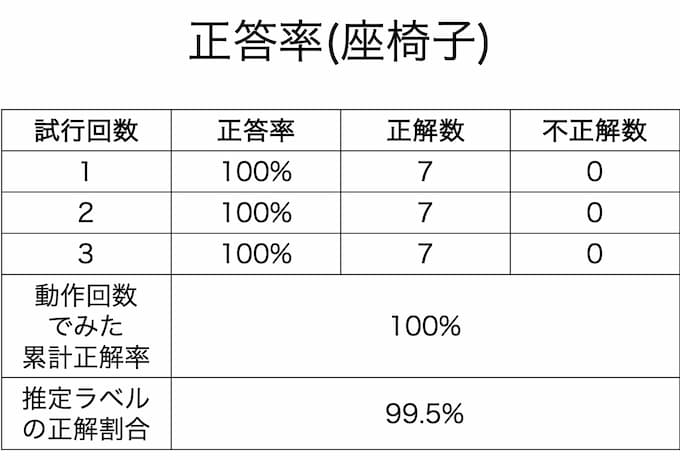 正答率(座椅子)
試行回数 正答率 正解数 不正解数
1 100% 7 0
2 100% 7 0
3 100% 7 0
動作回数
でみた
累計正解率
100%
推定ラベル
の正解割合
99.5%